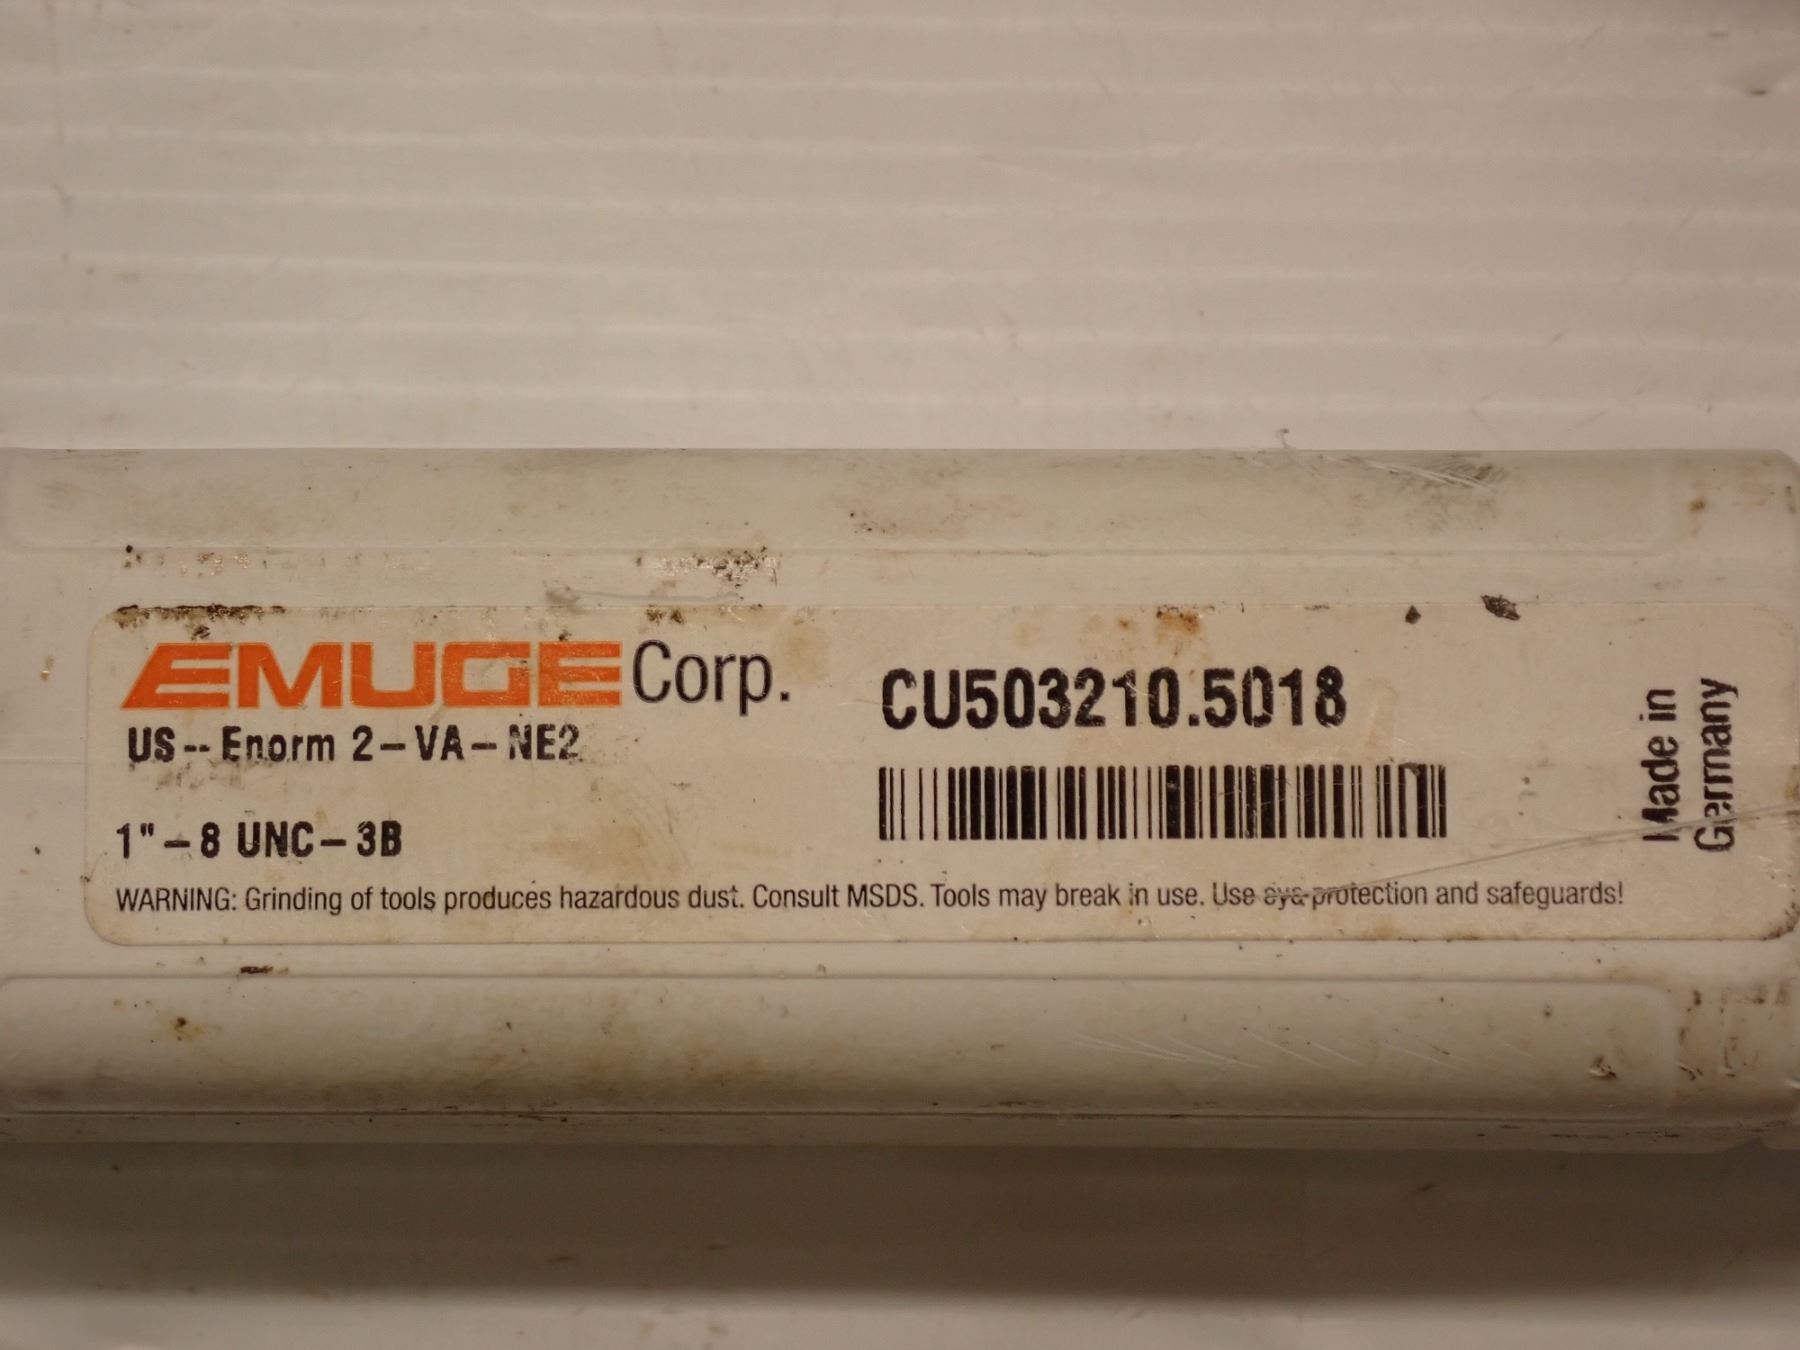 EMUGE Corp.
US-- Enorm 2-VA-NE2
1"-8 UNC-3B
CU503210.5018
Made in
Germany
WARNING: Grinding of tools produces hazardous dust. Consult MSDS. Tools may break in use. Use eye protection and safeguards!